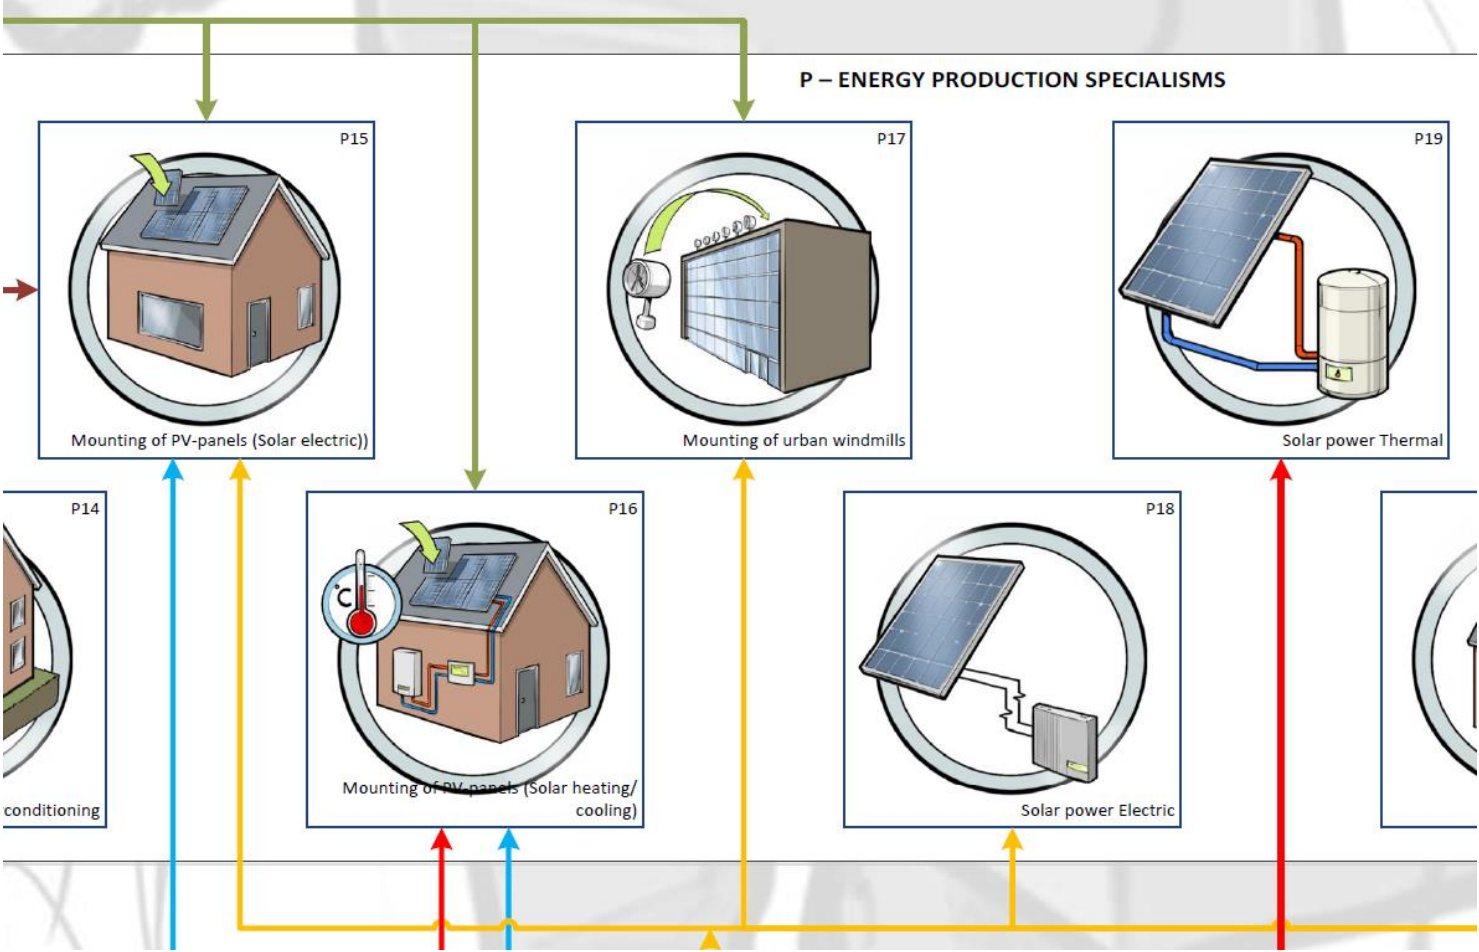 P – ENERGY PRODUCTION SPECIALISMS
P15
Mounting of PV-panels (Solar electric))
P17
Mounting of urban windmills
P19
Solar power Thermal
P14
conditioning
P16
°C
Mounting of PV-panels (Solar heating/
cooling)
P18
Solar power Electric